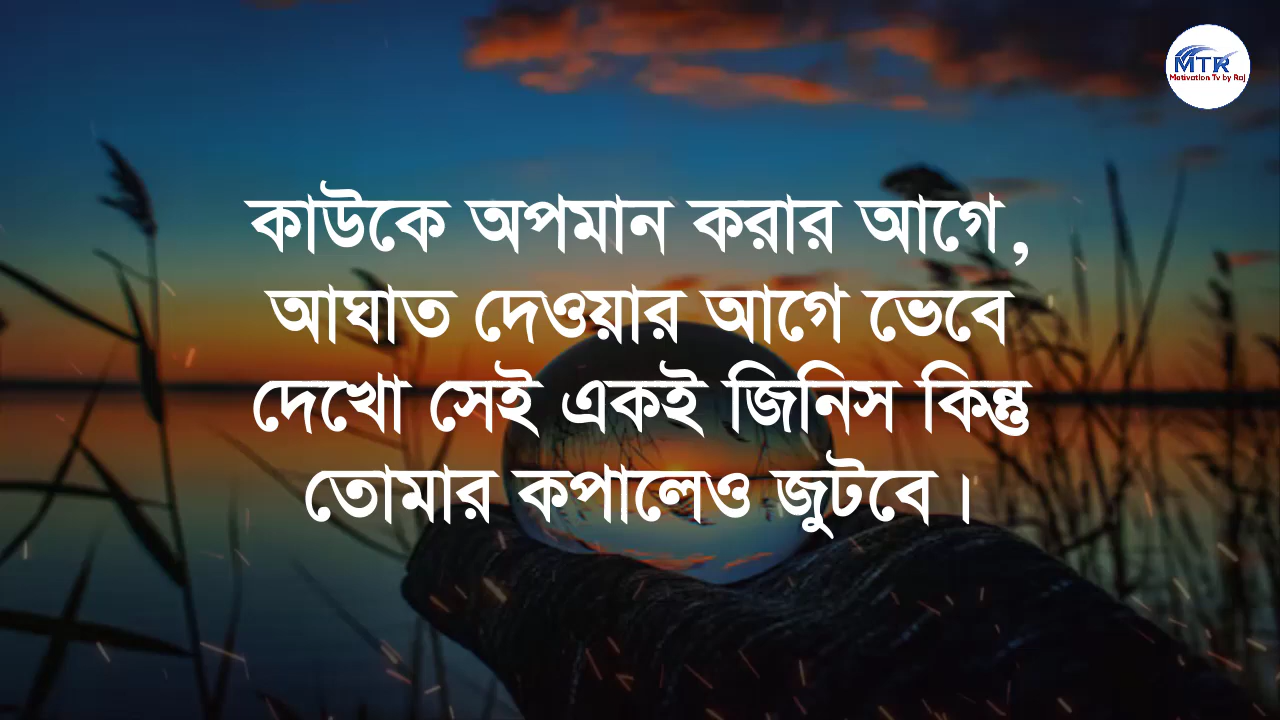 MTR
Motivation Tv by Raj
কাউকে অপমান করার আগে,
আঘাত দেওয়ার আগে ভেবে
দেখো সেই একই জিনিস কিন্তু
তোমার কপালেও জুটবে।